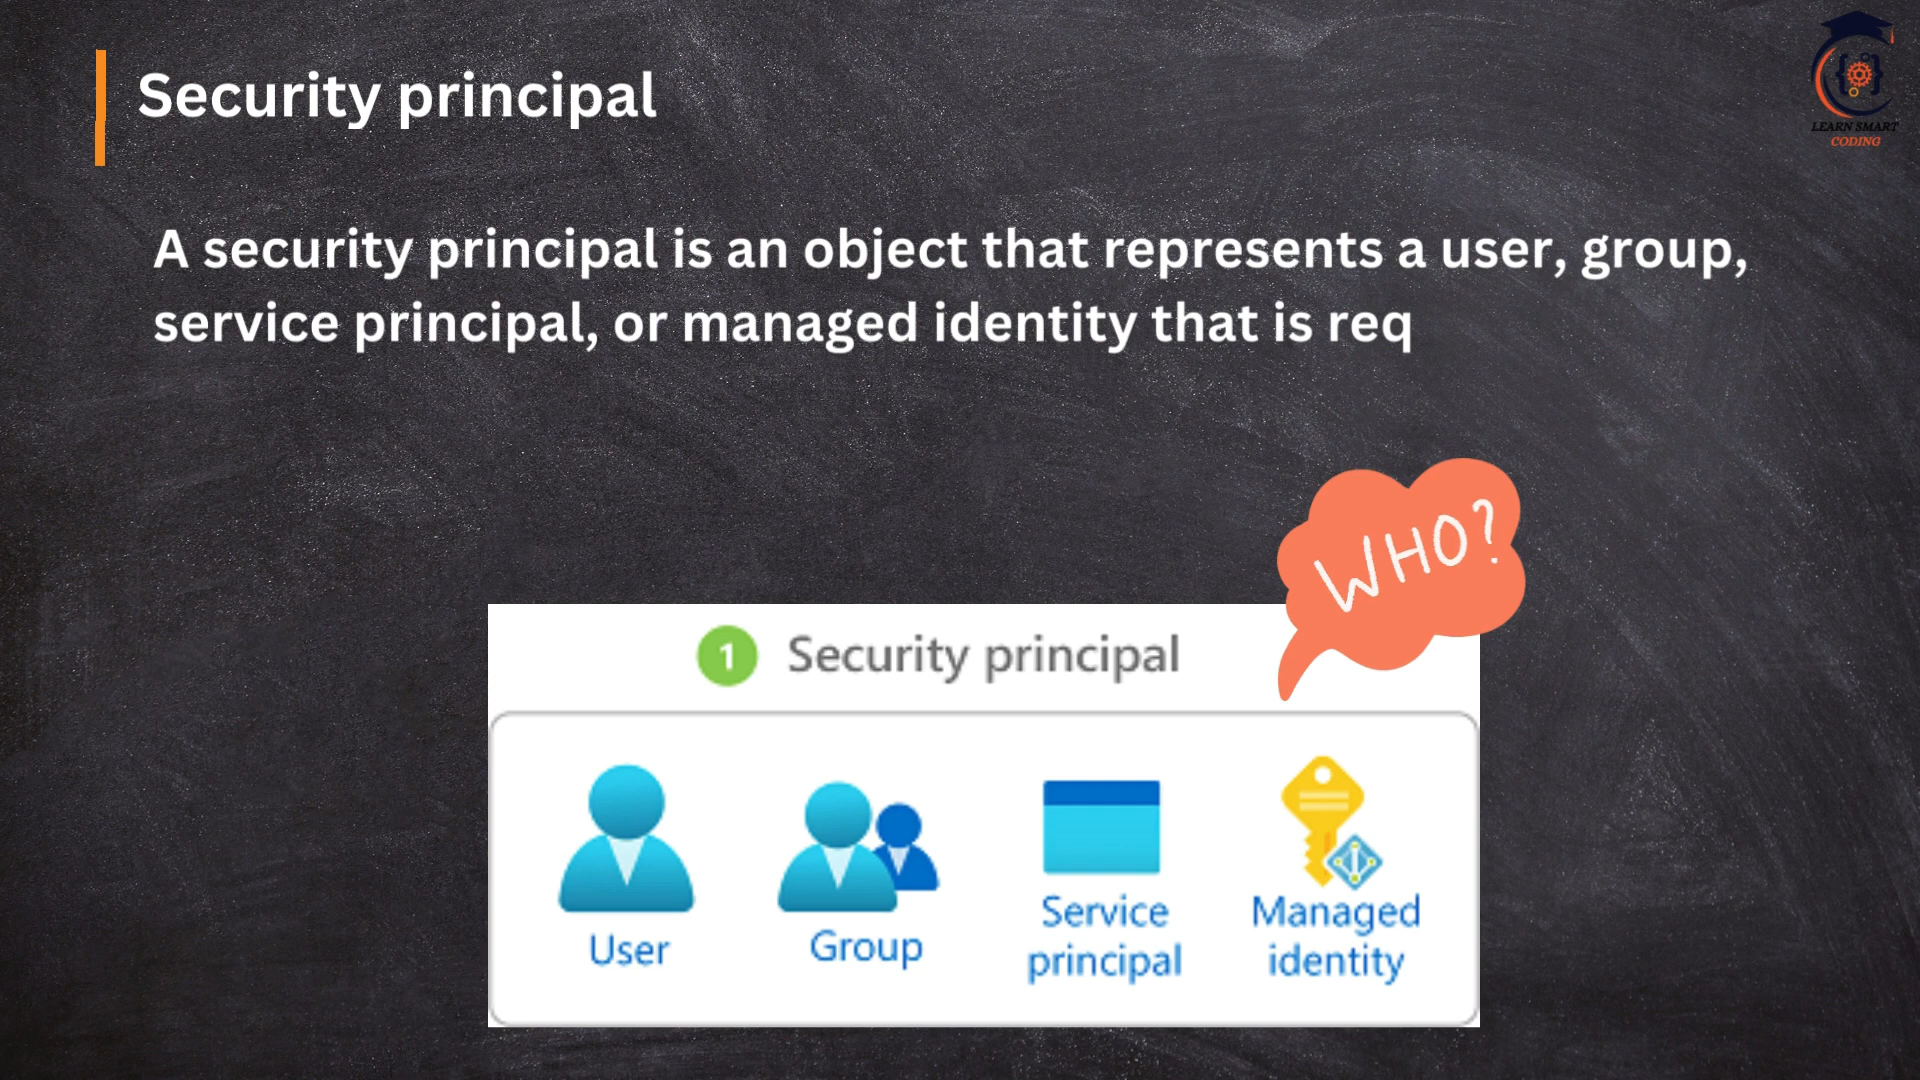 Security principal
LEARN SMART
CODING
A security principal is an object that represents a user, group,
service principal, or managed identity that is req
WHO?
1 Security principal
User
Group
Service
principal
Managed
identity